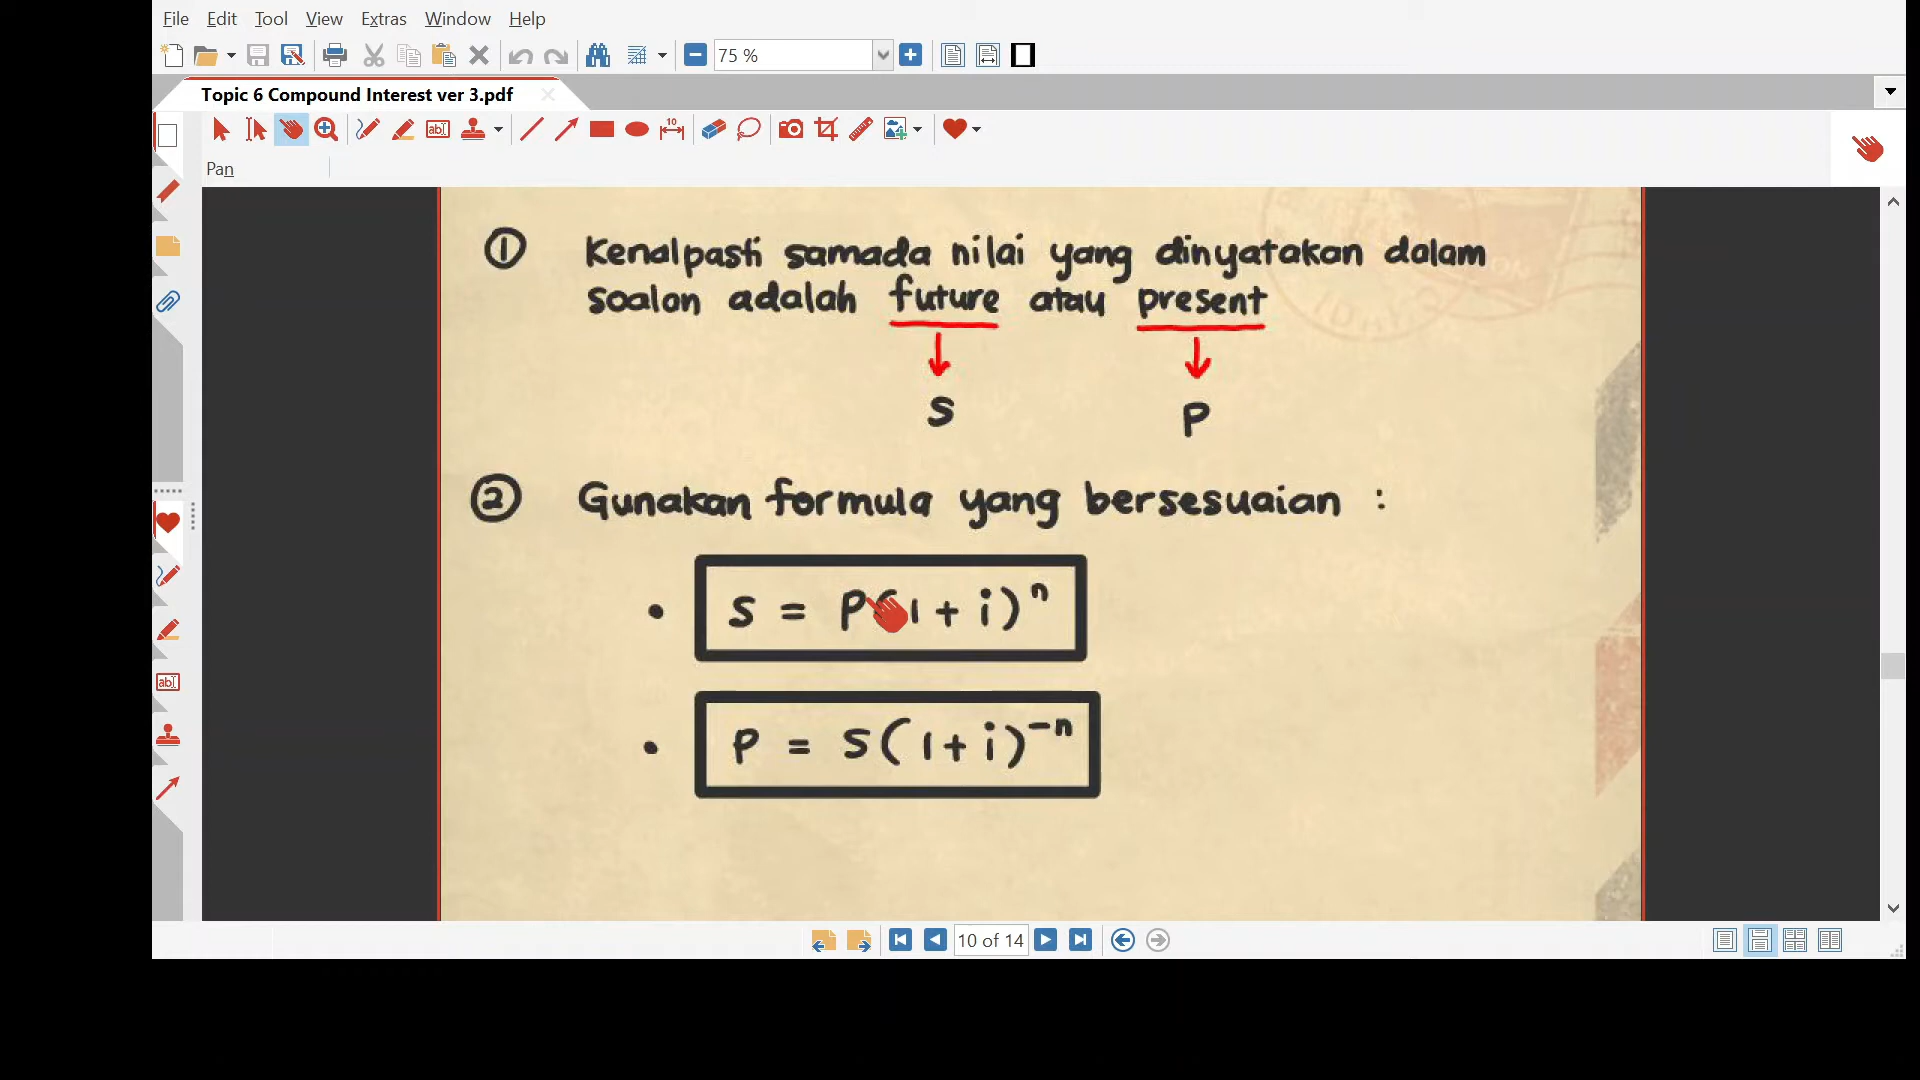 File Edit Tool View Extras Window Help
75 %
Topic 6 Compound Interest ver 3.pdf
Pan
① Kenalpasti samada nilai yang dinyatakan dalam
soalan adalah future atau present
S P
② Gunakan formula yang bersesuaian :
• S = P(1 + i)ⁿ
• P = S(1 + i)⁻ⁿ
10 of 14